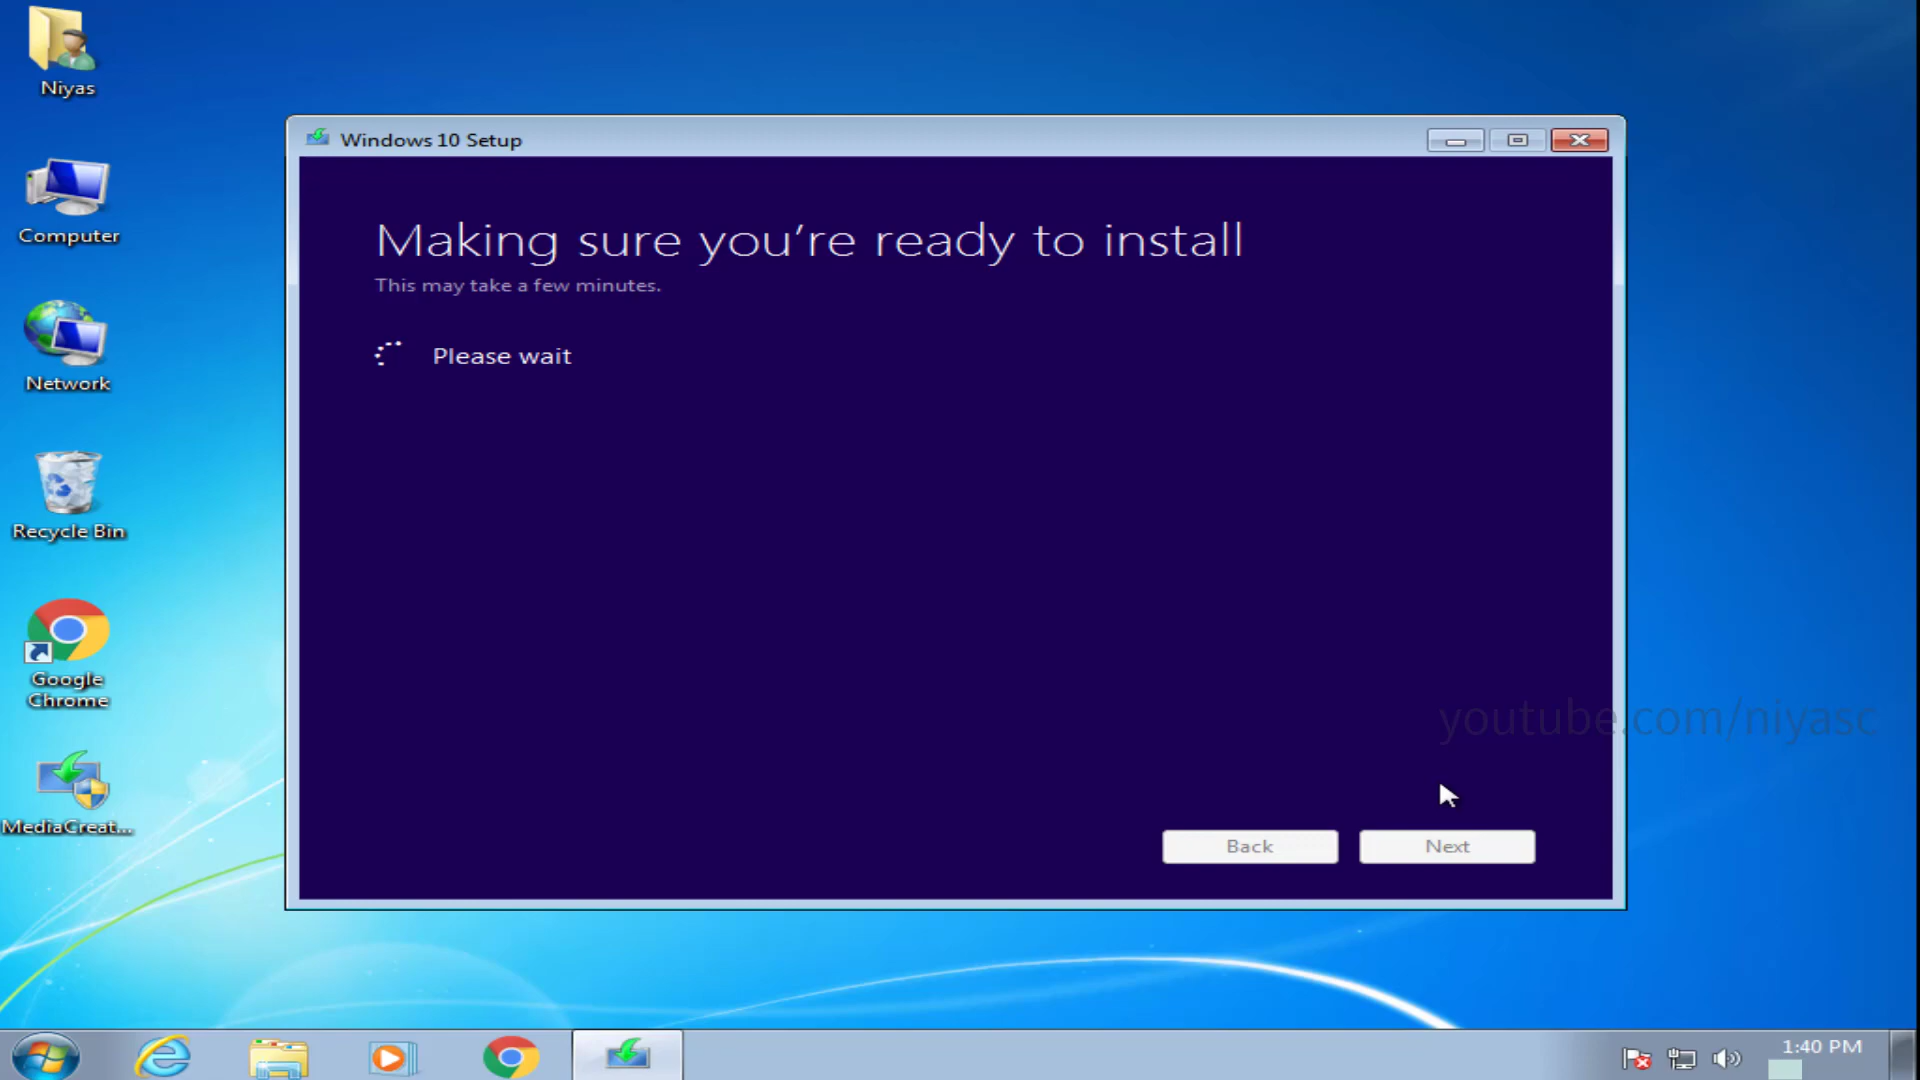 Niyas
Computer
Network
Recycle Bin
Google
Chrome
MediaCreat...
Windows 10 Setup
Making sure you're ready to install
This may take a few minutes.
Please wait
youtube.com/niyasc
Back
Next
1:40 PM